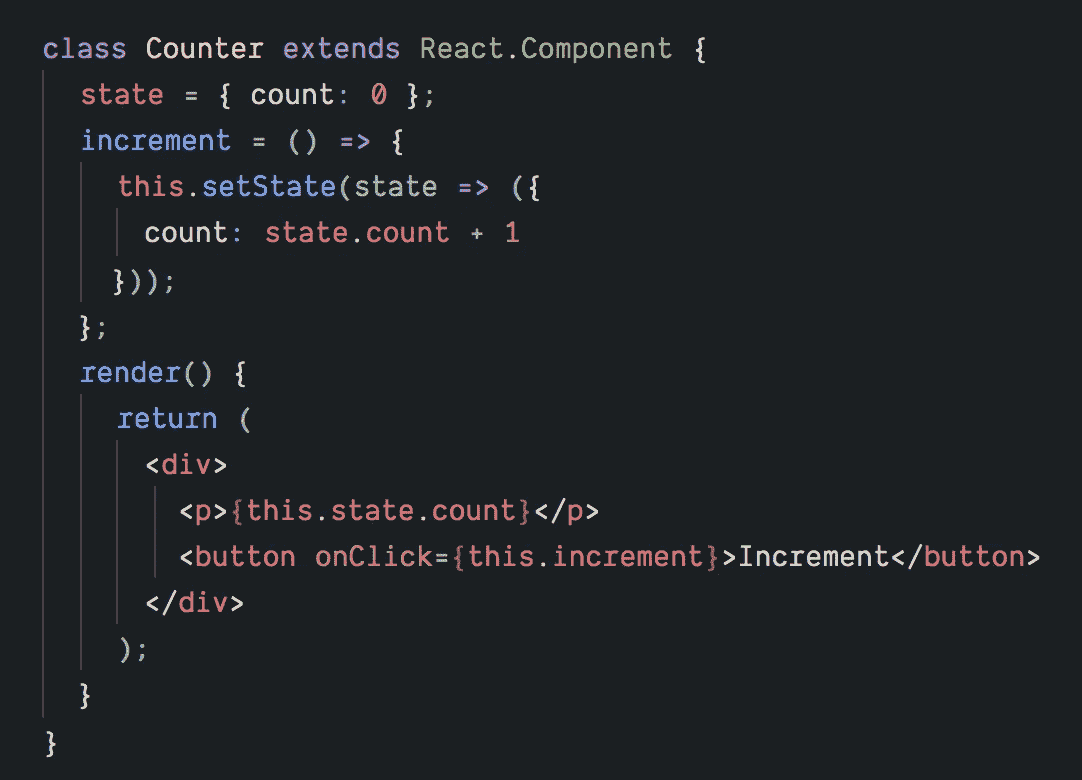 class Counter extends React.Component {
  state = { count: 0 };
  increment = () => {
    this.setState(state => ({
      count: state.count + 1
    }));
  };
  render() {
    return (
      <div>
        <p>{this.state.count}</p>
        <button onClick={this.increment}>Increment</button>
      </div>
    );
  }
}